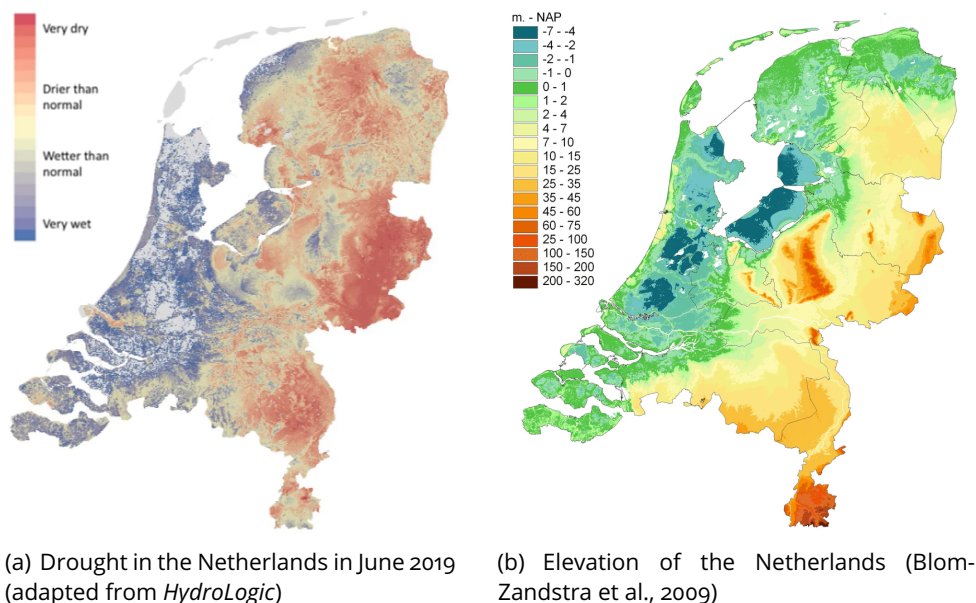 Very dry
Drier than
normal
Wetter than
normal
Very wet
m. - NAP
-7 - -4
-4 - -2
-2 - -1
-1 - 0
0 - 1
1 - 2
2 - 4
4 - 7
7 - 10
10 - 15
15 - 25
25 - 35
35 - 45
45 - 60
60 - 75
25 - 100
100 - 150
150 - 200
200 - 320
(a) Drought in the Netherlands in June 2019
(adapted from HydroLogic)
(b) Elevation of the Netherlands (Blom-
Zandstra et al., 2009)